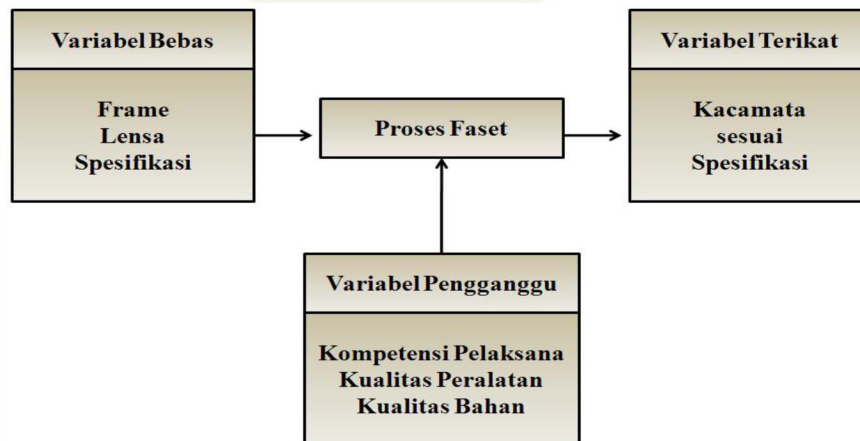 Variabel Bebas
Frame
Lensa
Spesifikasi
Proses Faset
Variabel Terikat
Kacamata
sesuai
Spesifikasi
Variabel Pengganggu
Kompetensi Pelaksana
Kualitas Peralatan
Kualitas Bahan